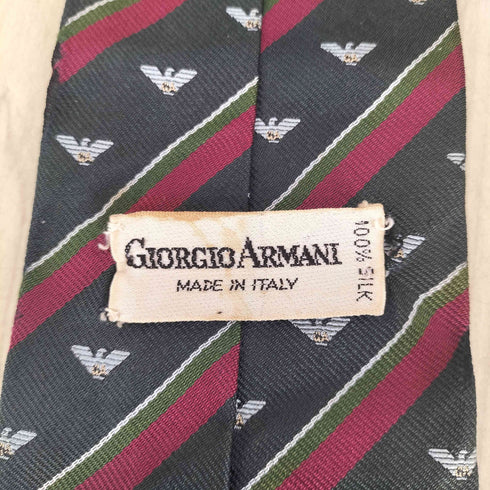 GIORGIO ARMANI
MADE IN ITALY
100% SILK